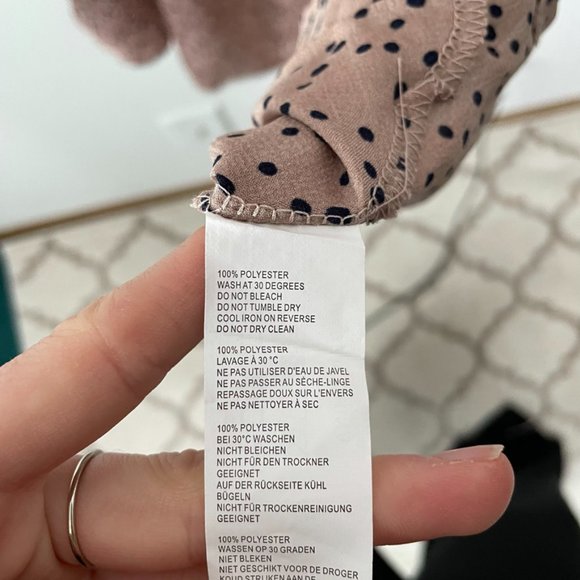 100% POLYESTER
WASH AT 30 DEGREES
DO NOT BLEACH
DO NOT TUMBLE DRY
COOL IRON ON REVERSE
DO NOT DRY CLEAN
100% POLYESTER
LAVAGE À 30 °C
NE PAS UTILISER D'EAU DE JAVEL
NE PAS PASSER AU SÈCHE-LINGE
REPASSAGE DOUX SUR L'ENVERS
NE PAS NETTOYER À SEC
100% POLYESTER
BEI 30°C WASCHEN
NICHT BLEICHEN
NICHT FÜR DEN TROCKNER
GEEIGNET
AUF DER RÜCKSEITE KÜHL
BÜGELN
NICHT FÜR TROCKENREINIGUNG
GEEIGNET
100% POLYESTER
WASSEN OP 30 GRADEN
NIET BLEKEN
NIET GESCHIKT VOOR DE DROGER
KOUD STRIJKEN AAN DE